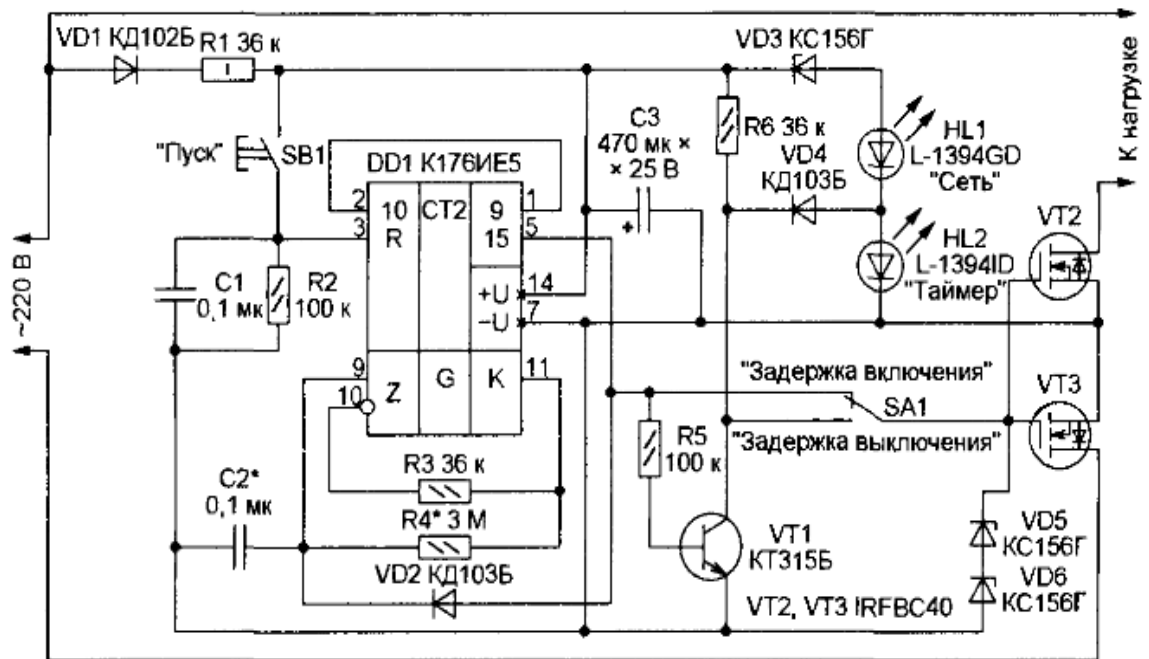 VD1 КД102Б
R1 36 к
VD3 КС156Г
К нагрузке
"Пуск"
SB1
DD1 К176ИЕ5
C3
470 мк ×
× 25 В
R6 36 к
VD4
КД103Б
HL1
L-1394GD
"Сеть"
2
10
CT2
9
1
3
R
15
5
+U
14
–U
7
~220 В
C1
0,1 мк
R2
100 к
HL2
L-1394ID
"Таймер"
VT2
9
10
Z
G
K
11
"Задержка включения"
SA1
"Задержка выключения"
VT3
R3 36 к
R4* 3 М
C2*
0,1 мк
VD2 КД103Б
R5
100 к
VT1
КТ315Б
VD5
КС156Г
VD6
КС156Г
VT2, VT3 IRFBC40